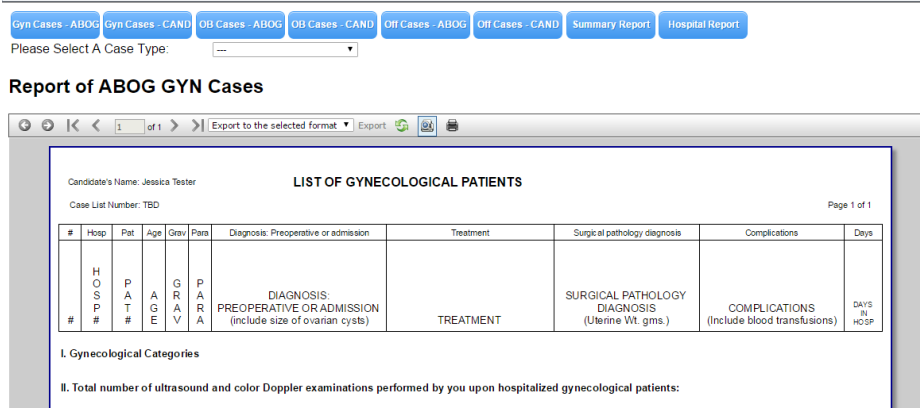 Gyn Cases - ABOG Gyn Cases - CAND OB Cases - ABOG OB Cases - CAND Off Cases - ABOG Off Cases - CAND Summary Report Hospital Report
Please Select A Case Type: ---
Report of ABOG GYN Cases
1 of 1 Export to the selected format Export
Candidate's Name: Jessica Tester LIST OF GYNECOLOGICAL PATIENTS
Case List Number: TBD Page 1 of 1
# Hosp Pat Age Grav Para Diagnosis: Preoperative or admission Treatment Surgical pathology diagnosis Complications Days
# HOSP # PAT # AGE GRAV PARA DIAGNOSIS: PREOPERATIVE OR ADMISSION (include size of ovarian cysts) TREATMENT SURGICAL PATHOLOGY DIAGNOSIS (Uterine Wt. gms.) COMPLICATIONS (Include blood transfusions) DAYS IN HOSP
I. Gynecological Categories
II. Total number of ultrasound and color Doppler examinations performed by you upon hospitalized gynecological patients: